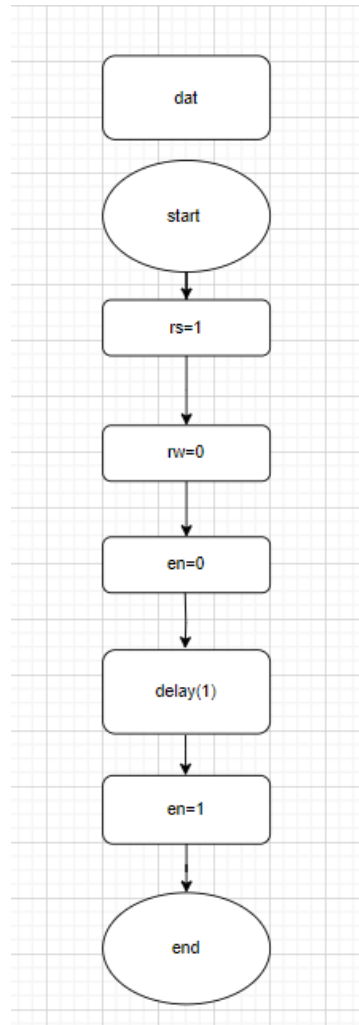 dat
start
rs=1
rw=0
en=0
delay(1)
en=1
end